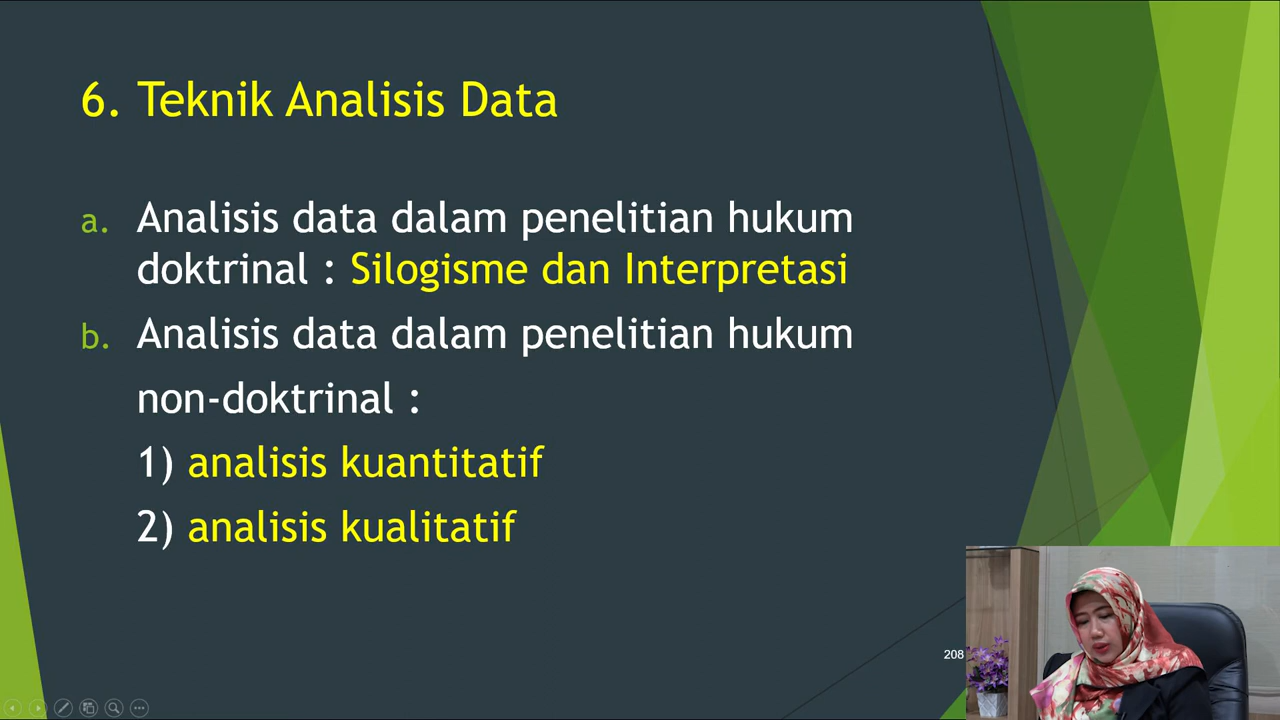 6. Teknik Analisis Data
a. Analisis data dalam penelitian hukum
doktrinal : Silogisme dan Interpretasi
b. Analisis data dalam penelitian hukum
non-doktrinal :
1) analisis kuantitatif
2) analisis kualitatif
208